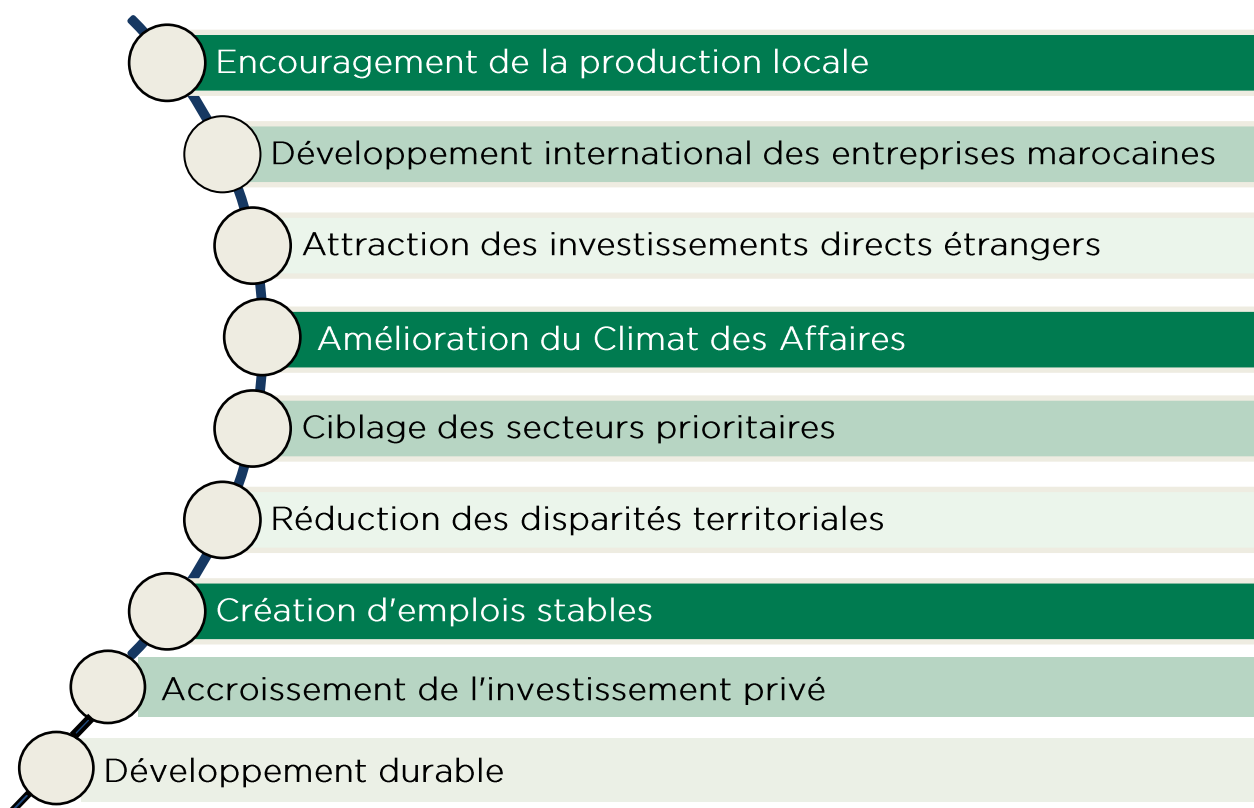 Encouragement de la production locale
Développement international des entreprises marocaines
Attraction des investissements directs étrangers
Amélioration du Climat des Affaires
Ciblage des secteurs prioritaires
Réduction des disparités territoriales
Création d'emplois stables
Accroissement de l'investissement privé
Développement durable